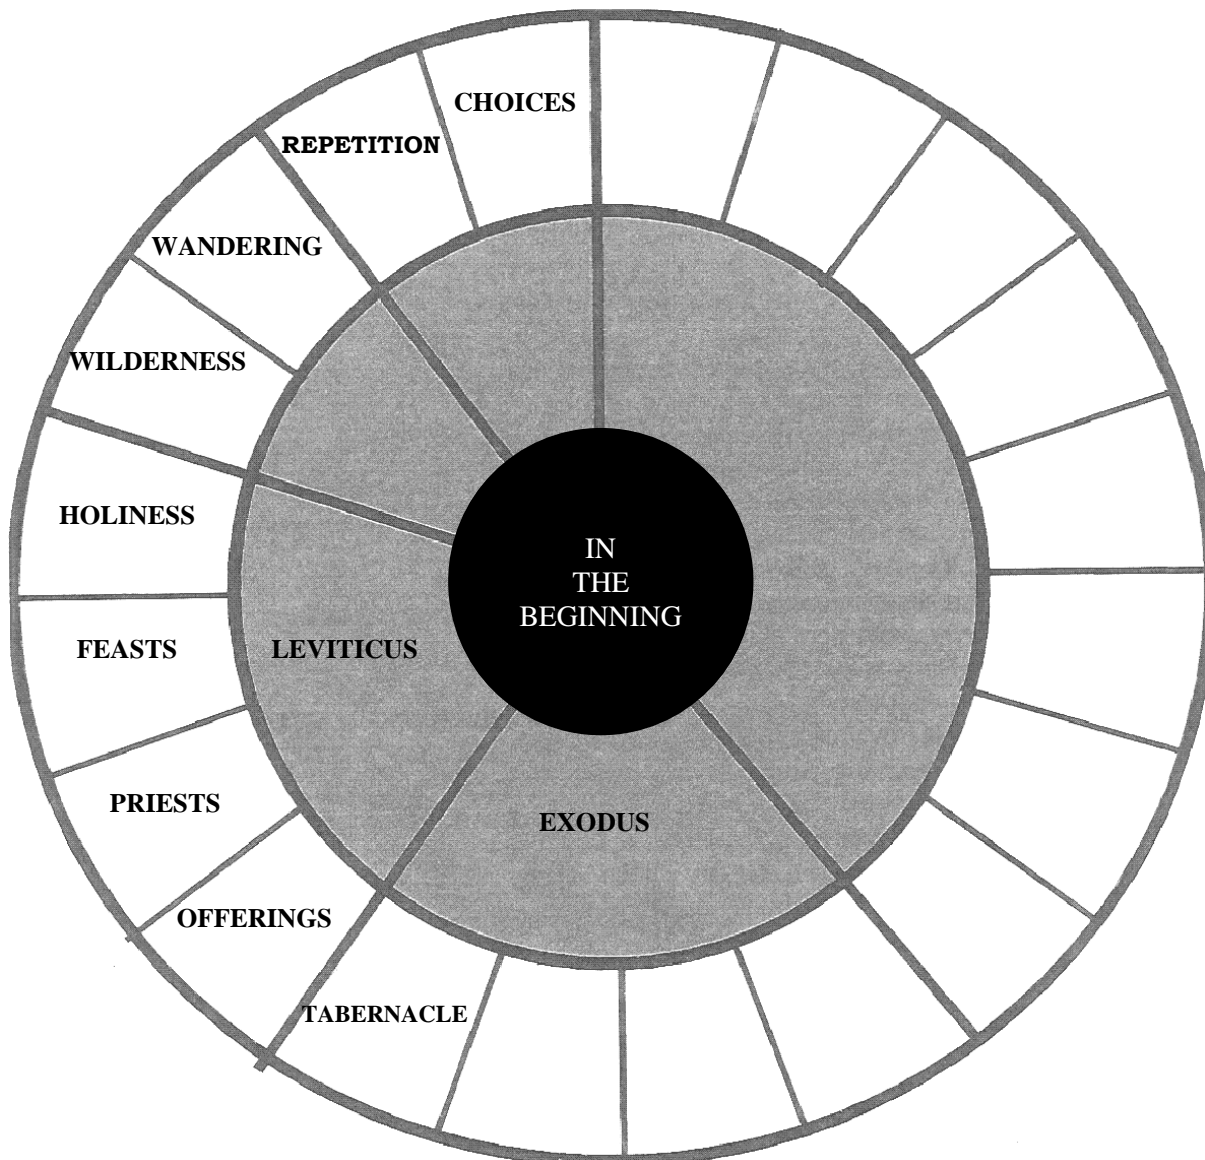 CHOICES
REPETITION
WANDERING
WILDERNESS
HOLINESS
FEASTS
PRIESTS
OFFERINGS
TABERNACLE
LEVITICUS
EXODUS
IN
THE
BEGINNING